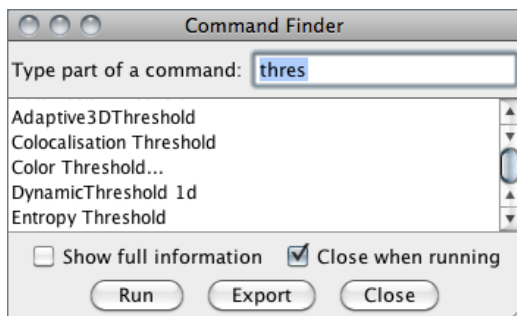 Command Finder
Type part of a command: thres
Adaptive3DThreshold
Colocalisation Threshold
Color Threshold...
DynamicThreshold 1d
Entropy Threshold
Show full information Close when running
Run Export Close